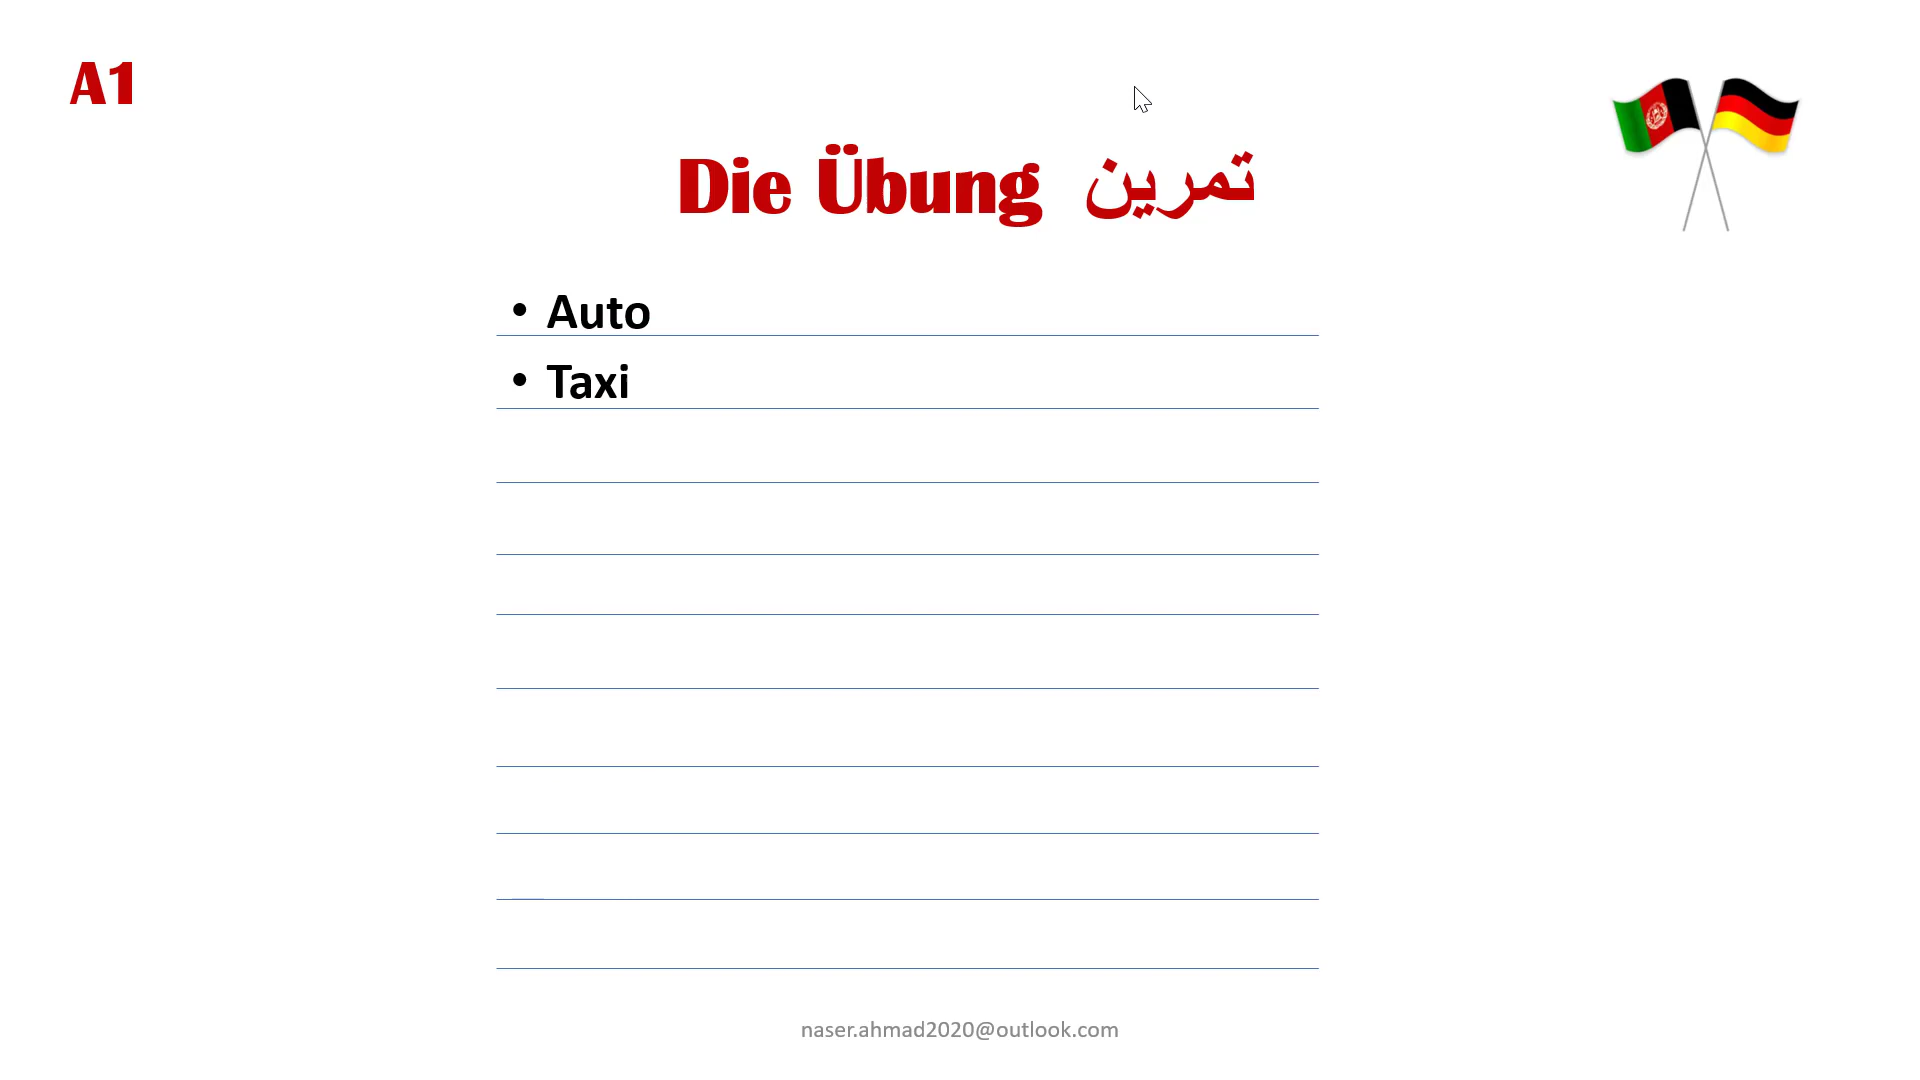 A1
Die Übung تمرین
• Auto
• Taxi
naser.ahmad2020@outlook.com